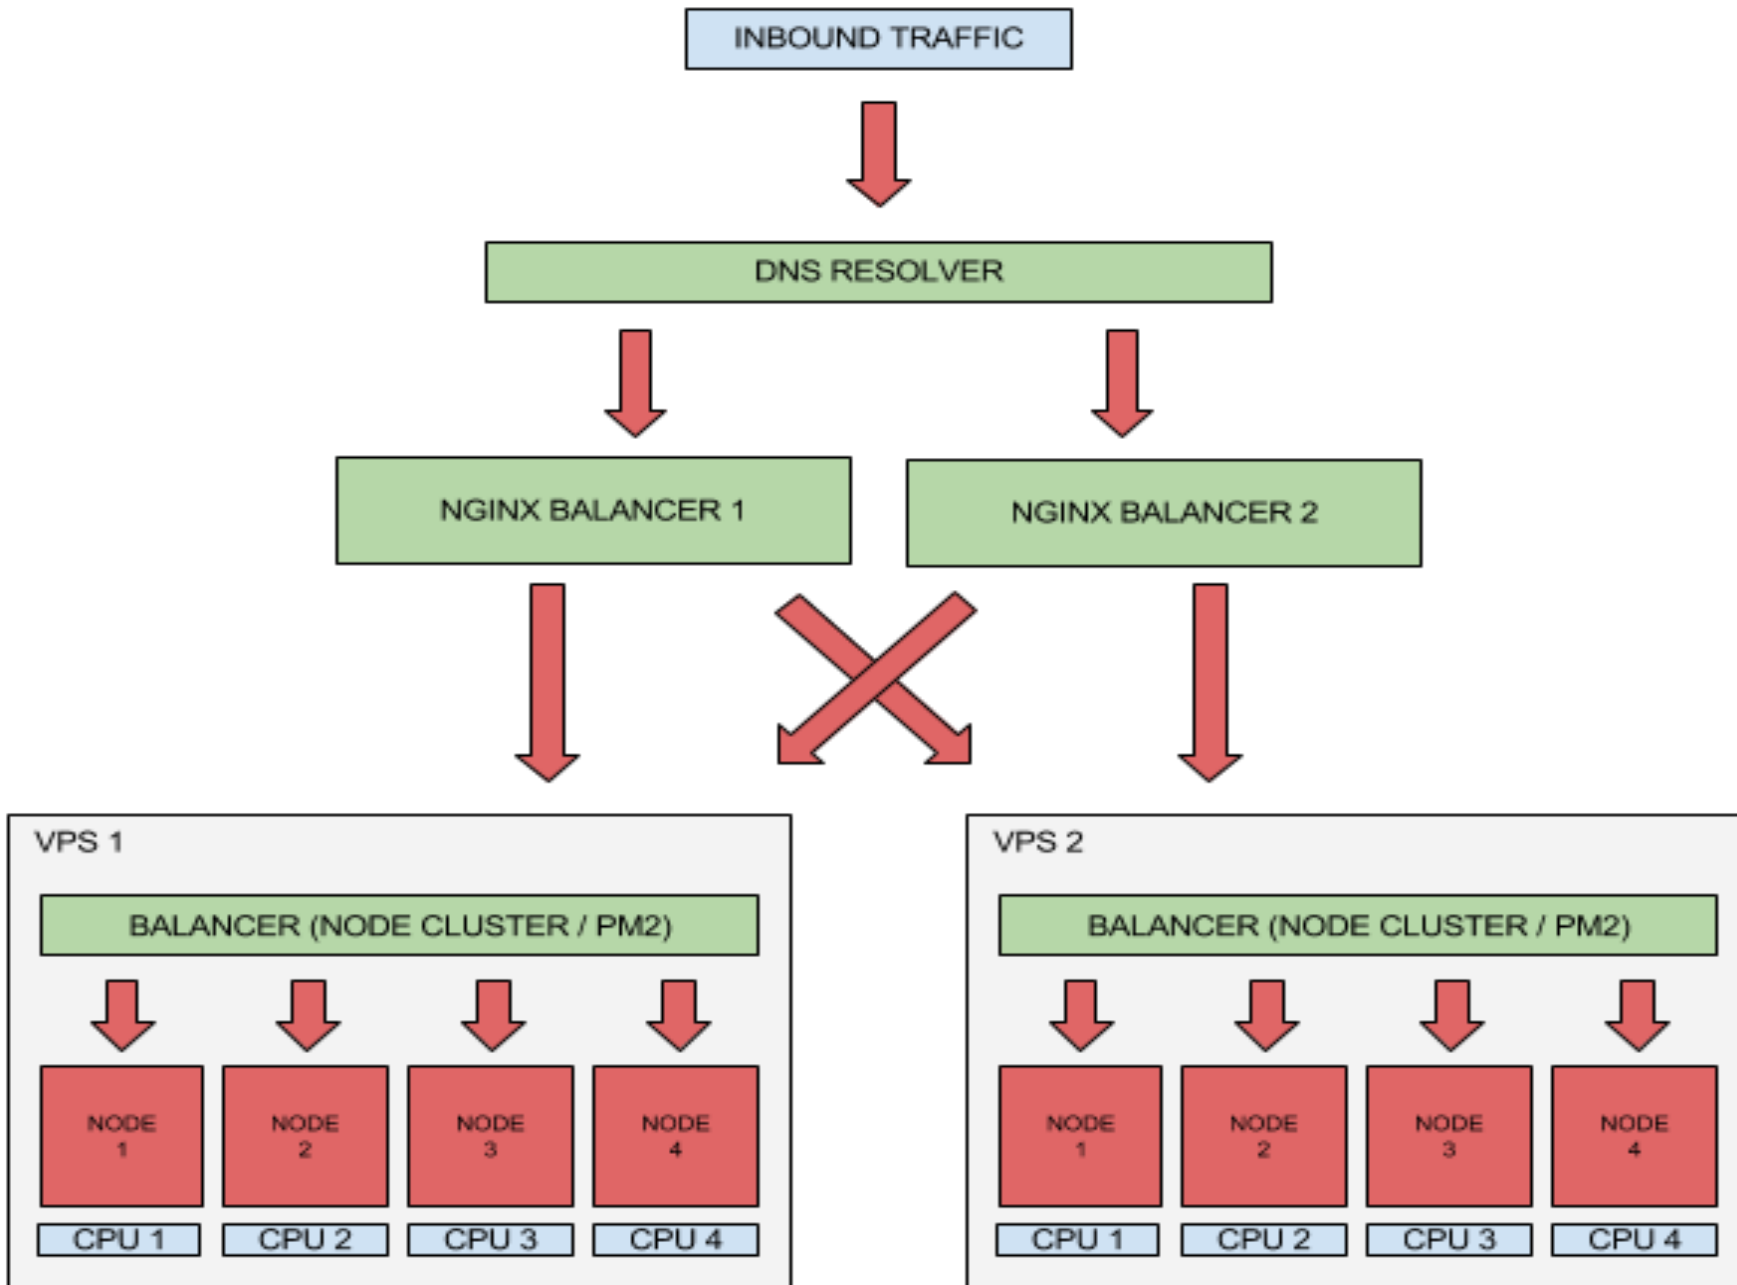 INBOUND TRAFFIC
DNS RESOLVER
NGINX BALANCER 1
NGINX BALANCER 2
VPS 1
BALANCER (NODE CLUSTER / PM2)
NODE
1
NODE
2
NODE
3
NODE
4
CPU 1
CPU 2
CPU 3
CPU 4
VPS 2
BALANCER (NODE CLUSTER / PM2)
NODE
1
NODE
2
NODE
3
NODE
4
CPU 1
CPU 2
CPU 3
CPU 4